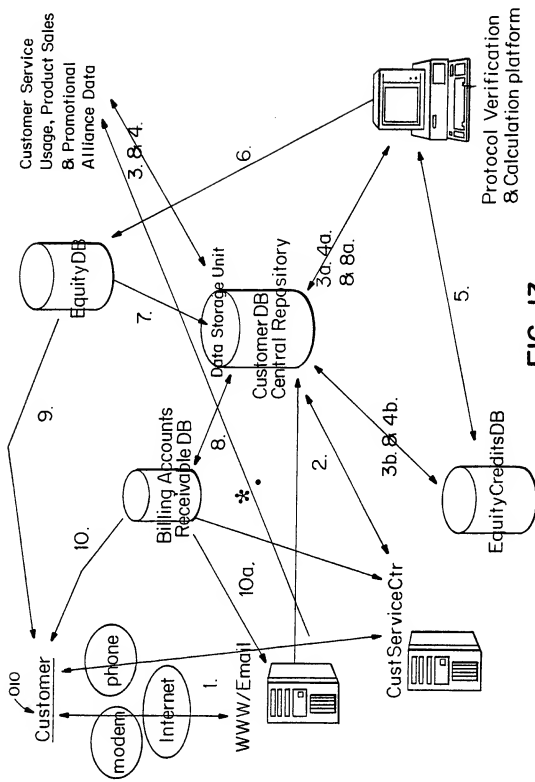 010
Customer
modem
phone
Internet
1.
WWW/Email
CustServiceCtr
10.
9.
10a.
Billling Accounts
Receivable DB
8.
2.
EquityDB
7.
Data Storage Unit
CustomerDB
Central Repository
3b. & 4b.
EquityCreditsDB
Customer Service
Usage, Product Sales
& Promotional
Alliance Data
3. & 4.
6.
3a. 4a.
& 8a.
5.
Protocol Verification
& Calculation platform
FIG. 13